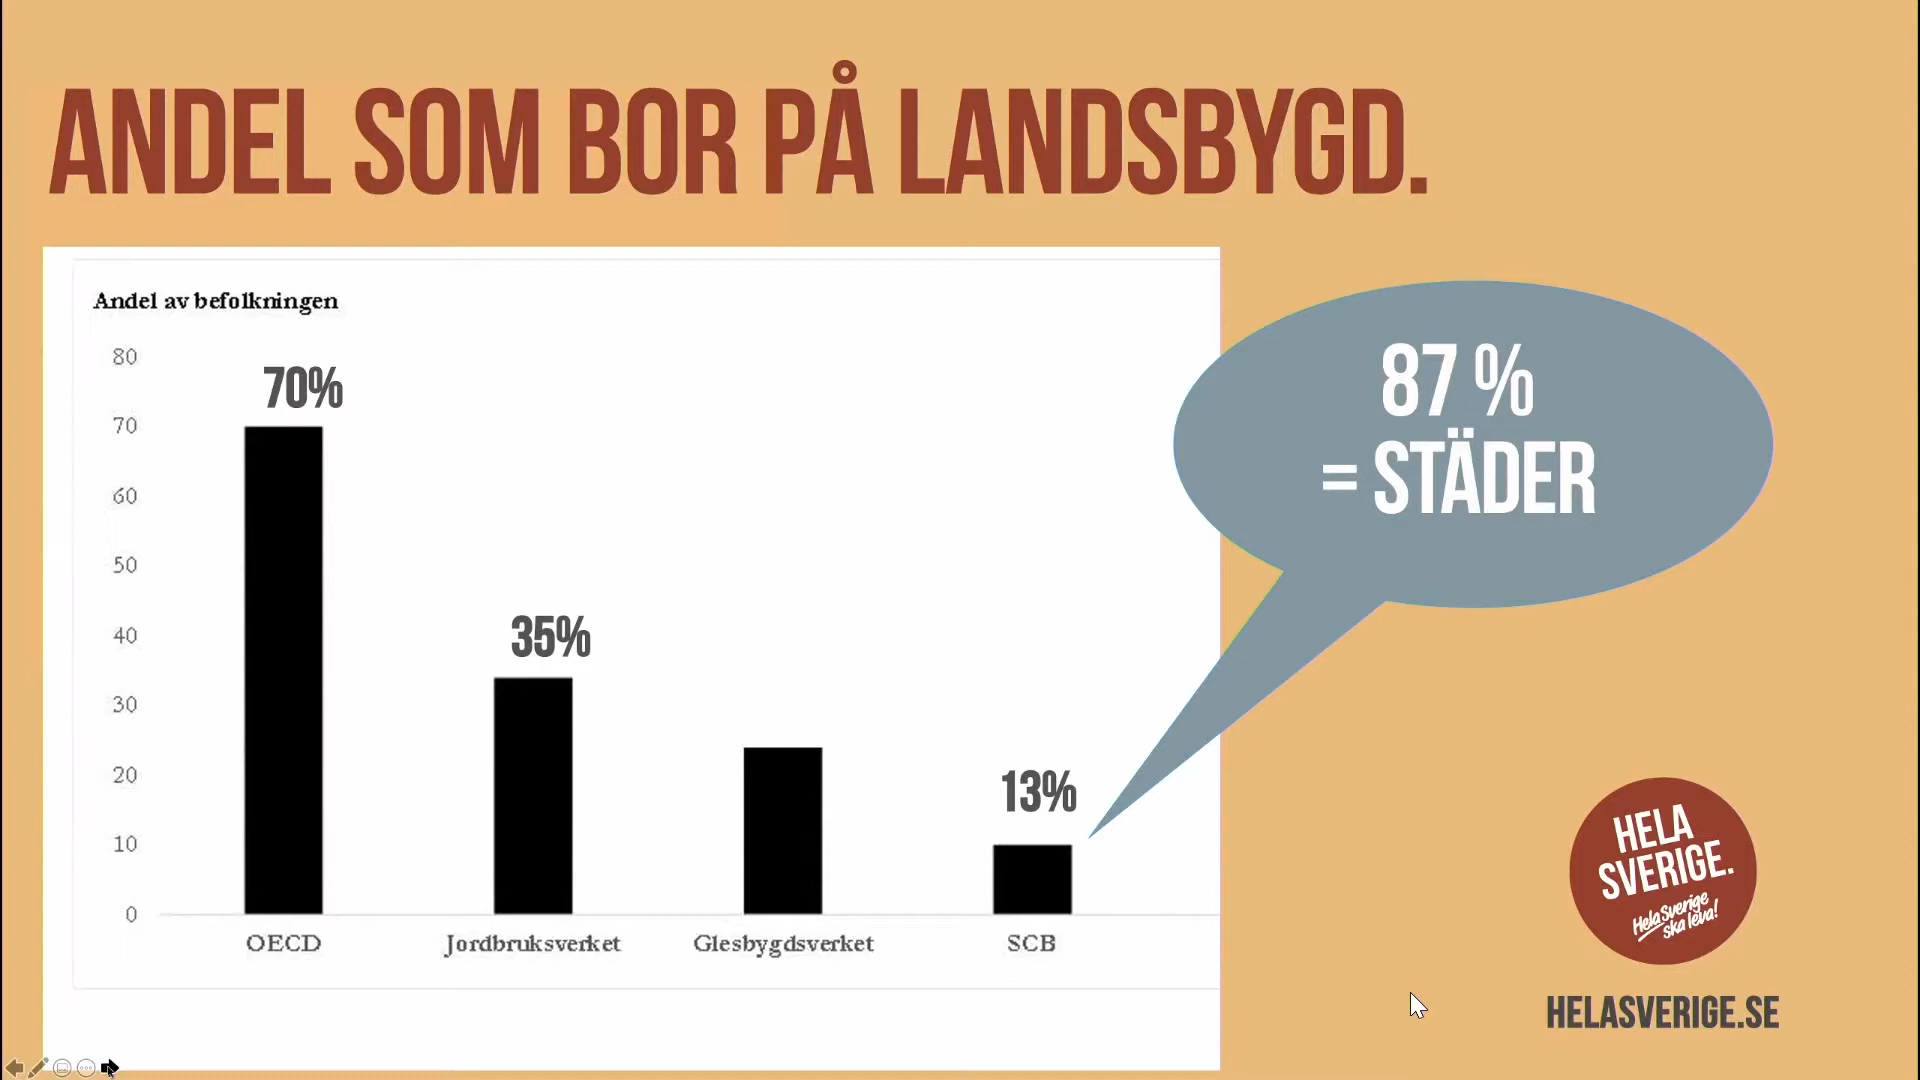 ANDEL SOM BOR PÅ LANDSBYGD.
Andel av befolkningen
80
70
60
50
40
30
20
10
0
70%
35%
13%
OECD
Jordbruksverket
Glesbygdsverket
SCB
87 %
= STÄDER
HELA
SVERIGE.
Hela Sverige
ska leva!
HELASVERIGE.SE